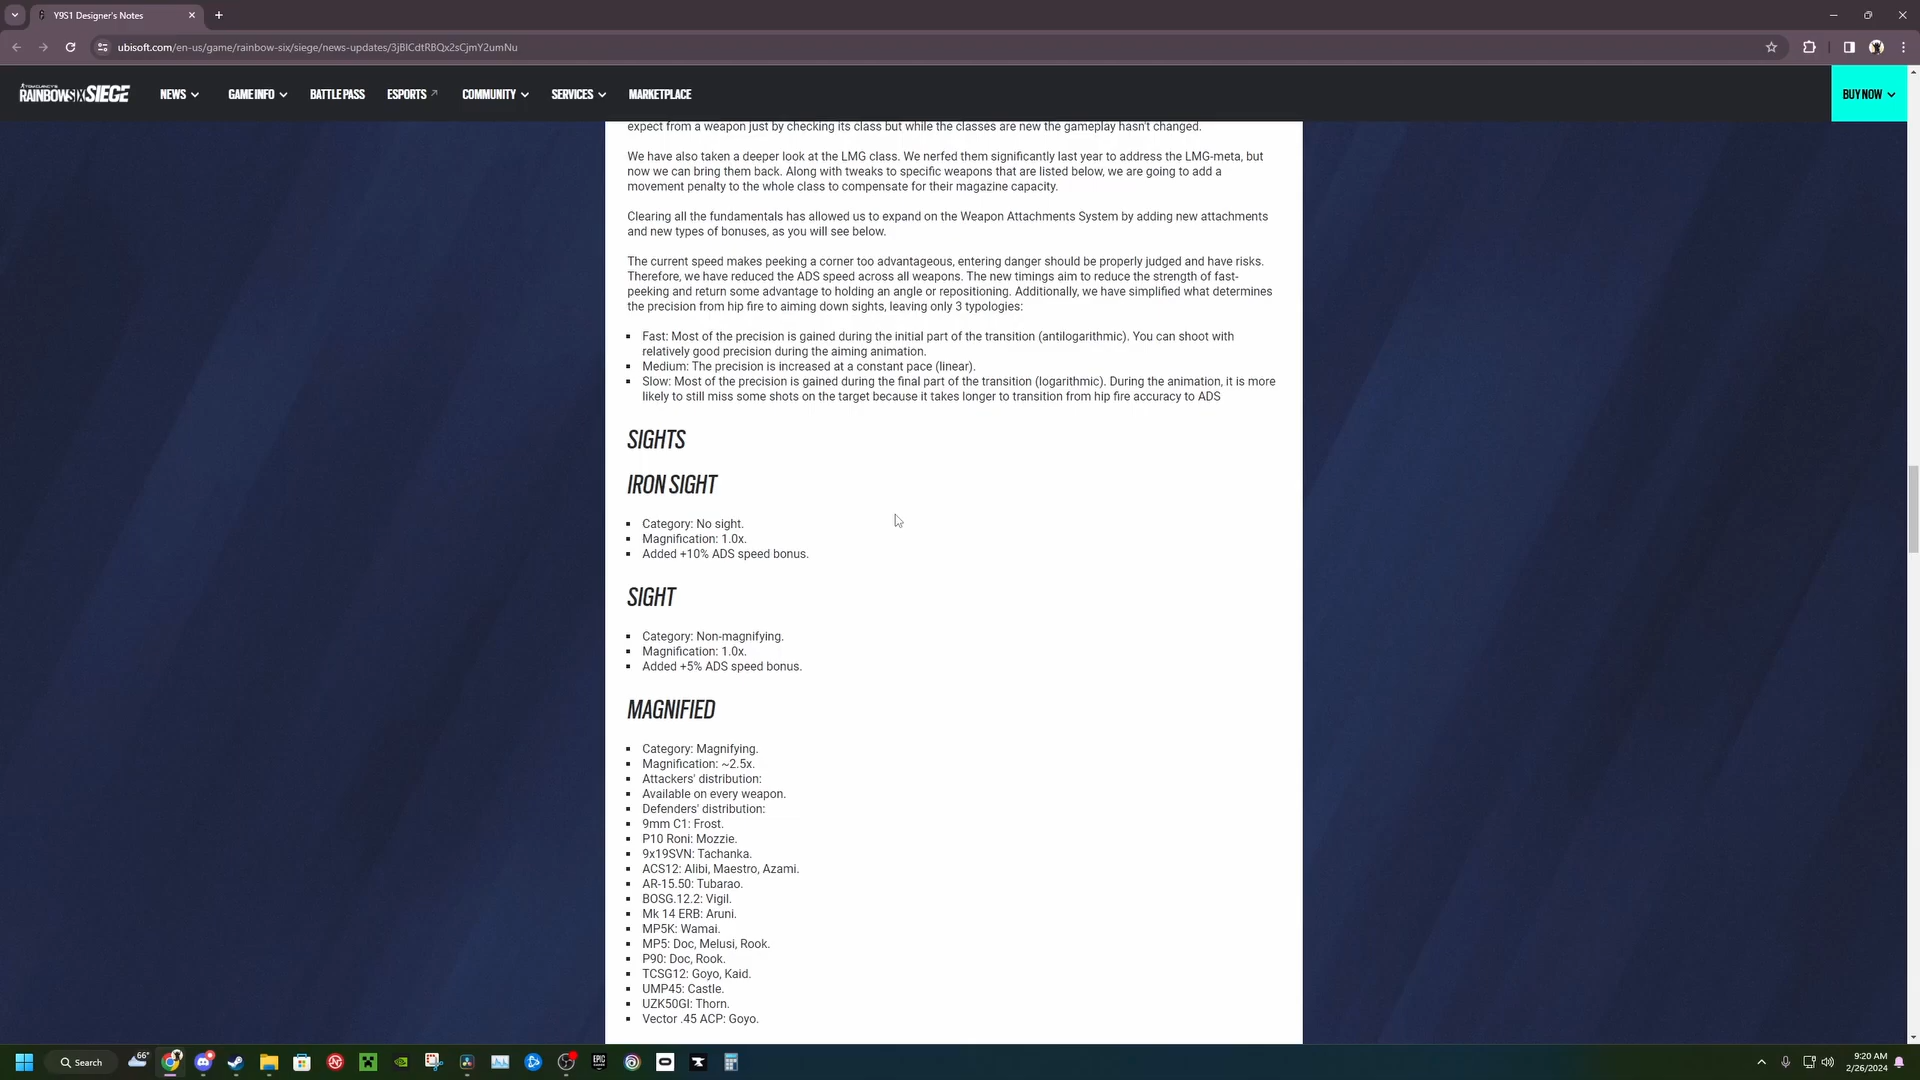 Y9S1 Designer's Notes
ubisoft.com/en-us/game/rainbow-six/siege/news-updates/3jBlCdtRBQx2sCjmY2umNu
TOM CLANCY'S
RAINBOWSIX SIEGE
NEWS
GAME INFO
BATTLE PASS
ESPORTS
COMMUNITY
SERVICES
MARKETPLACE
BUY NOW
expect from a weapon just by checking its class but while the classes are new the gameplay hasn't changed.
We have also taken a deeper look at the LMG class. We nerfed them significantly last year to address the LMG-meta, but
now we can bring them back. Along with tweaks to specific weapons that are listed below, we are going to add a
movement penalty to the whole class to compensate for their magazine capacity.
Clearing all the fundamentals has allowed us to expand on the Weapon Attachments System by adding new attachments
and new types of bonuses, as you will see below.
The current speed makes peeking a corner too advantageous, entering danger should be properly judged and have risks.
Therefore, we have reduced the ADS speed across all weapons. The new timings aim to reduce the strength of fast-
peeking and return some advantage to holding an angle or repositioning. Additionally, we have simplified what determines
the precision from hip fire to aiming down sights, leaving only 3 typologies:
▪ Fast: Most of the precision is gained during the initial part of the transition (antilogarithmic). You can shoot with
relatively good precision during the aiming animation.
▪ Medium: The precision is increased at a constant pace (linear).
▪ Slow: Most of the precision is gained during the final part of the transition (logarithmic). During the animation, it is more
likely to still miss some shots on the target because it takes longer to transition from hip fire accuracy to ADS
SIGHTS
IRON SIGHT
▪ Category: No sight.
▪ Magnification: 1.0x.
▪ Added +10% ADS speed bonus.
SIGHT
▪ Category: Non-magnifying.
▪ Magnification: 1.0x.
▪ Added +5% ADS speed bonus.
MAGNIFIED
▪ Category: Magnifying.
▪ Magnification: ~2.5x.
▪ Attackers' distribution:
▪ Available on every weapon.
▪ Defenders' distribution:
▪ 9mm C1: Frost.
▪ P10 Roni: Mozzie.
▪ 9x19SVN: Tachanka.
▪ ACS12: Alibi, Maestro, Azami.
▪ AR-15.50: Tubarao.
▪ BOSG.12.2: Vigil.
▪ Mk 14 ERB: Aruni.
▪ MP5K: Wamai.
▪ MP5: Doc, Melusi, Rook.
▪ P90: Doc, Rook.
▪ TCSG12: Goyo, Kaid.
▪ UMP45: Castle.
▪ UZK50GI: Thorn.
▪ Vector .45 ACP: Goyo.
Search
66°
EPIC
9:20 AM
2/26/2024